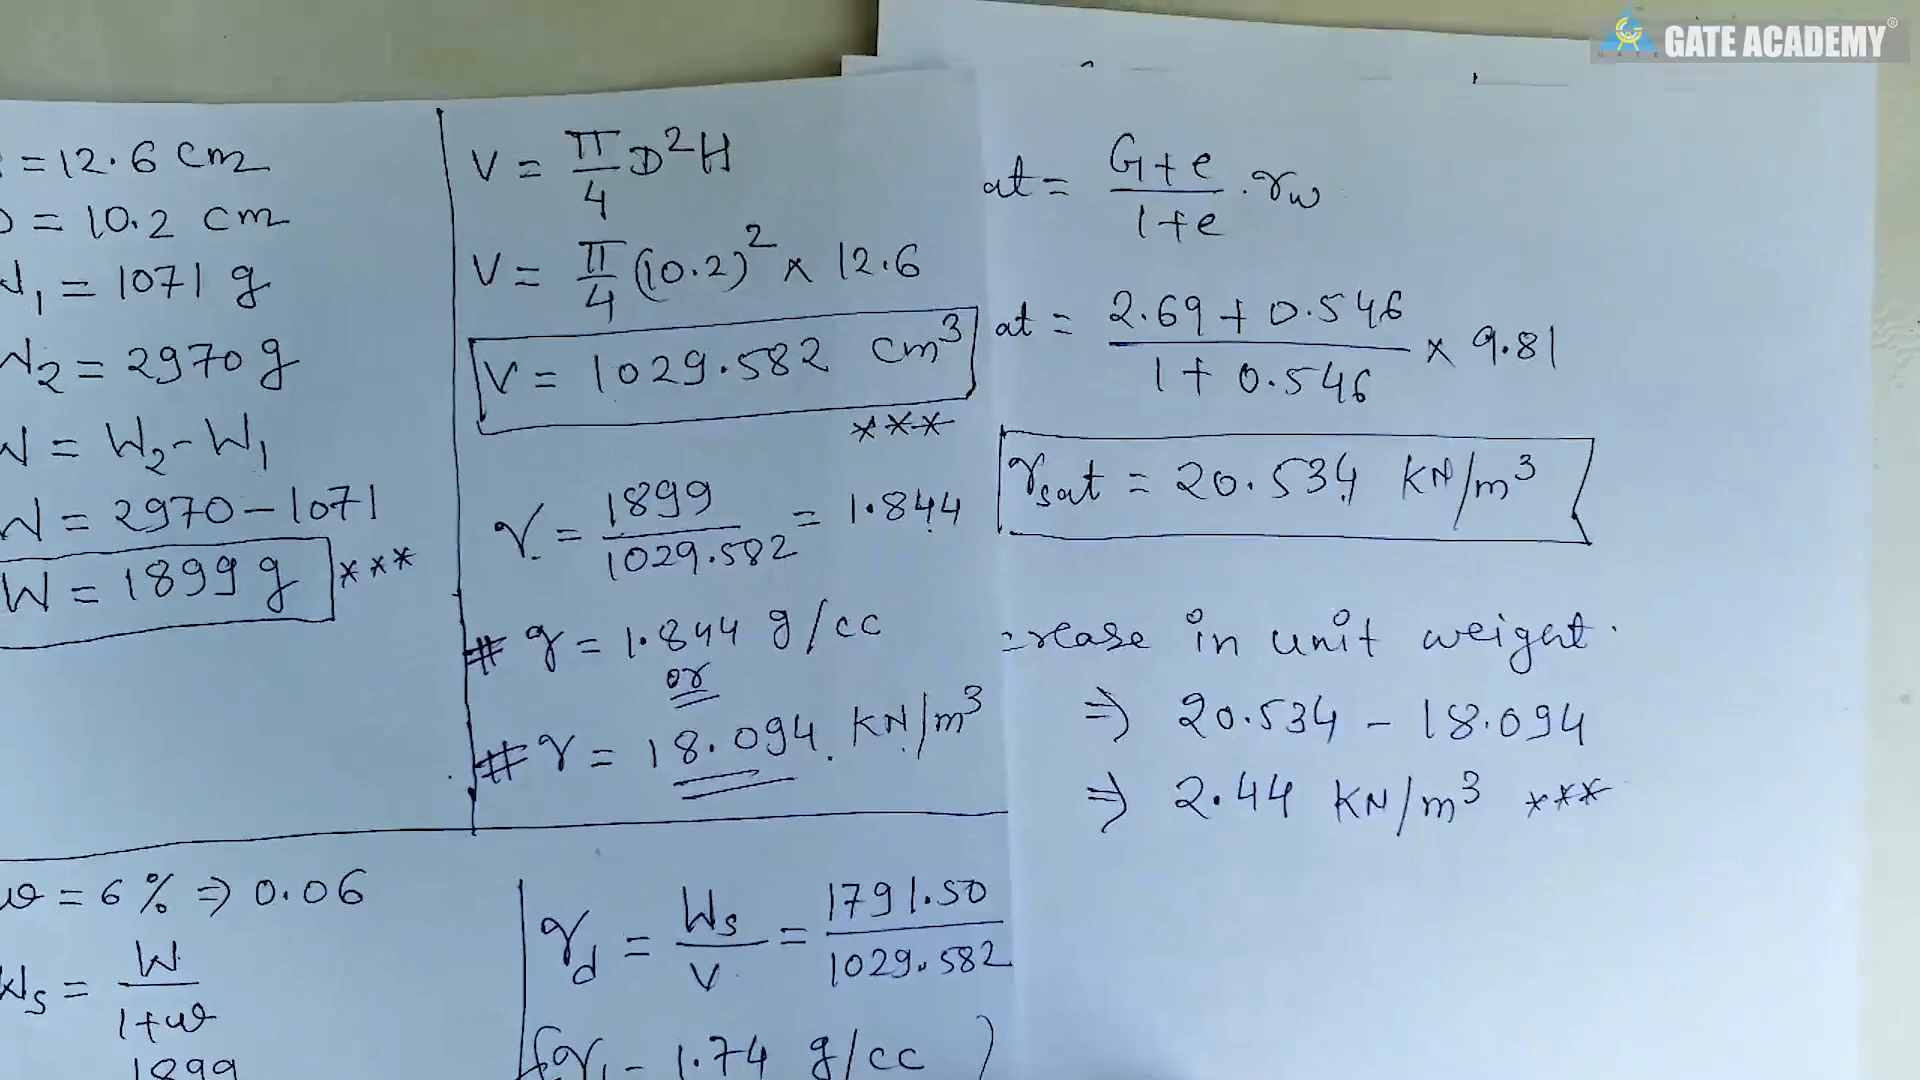 GATE ACADEMY®
= 12.6 cm
= 10.2 cm
W₁ = 1071 g
W₂ = 2970 g
W = W₂ - W₁
W = 2970 - 1071
W = 1899 g ***
V = π/4 D²H
V = π/4 (10.2)² × 12.6
V = 1029.582 cm³
***
γ = 1899/1029.582 = 1.844
# γ = 1.844 g/cc
or
# γ = 18.094 KN/m³
at = G+e/1+e · γw
at = 2.69 + 0.546/1 + 0.546 × 9.81
γsat = 20.534 KN/m³
crease in unit weight
⇒ 20.534 - 18.094
⇒ 2.44 KN/m³ ***
w = 6% ⇒ 0.06
Ws = W/1+w
1899
γd = Ws/V = 1791.50/1029.582
1.74 g/cc